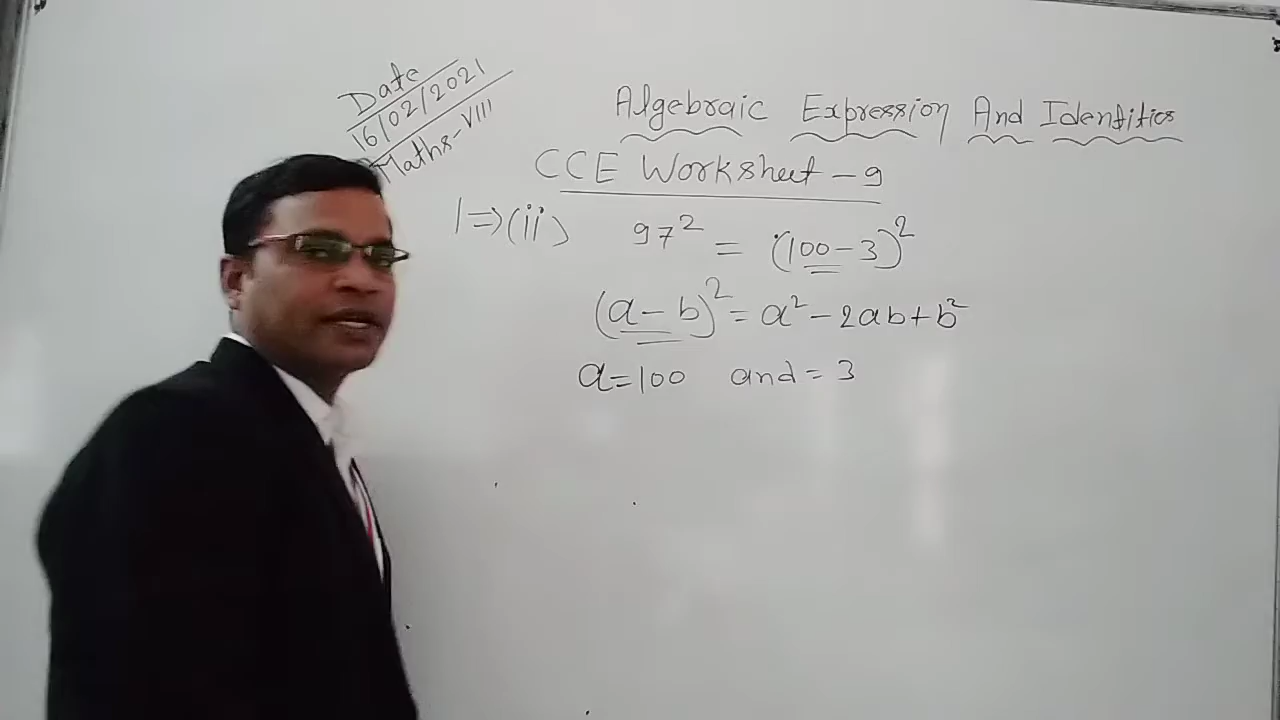 Date
16/02/2021
Maths-VIII
Algebraic Expression And Identities
CCE Worksheet - 9
1⇒(ii) 97² = (100-3)²
(a-b)² = a² - 2ab + b²
a=100 and = 3